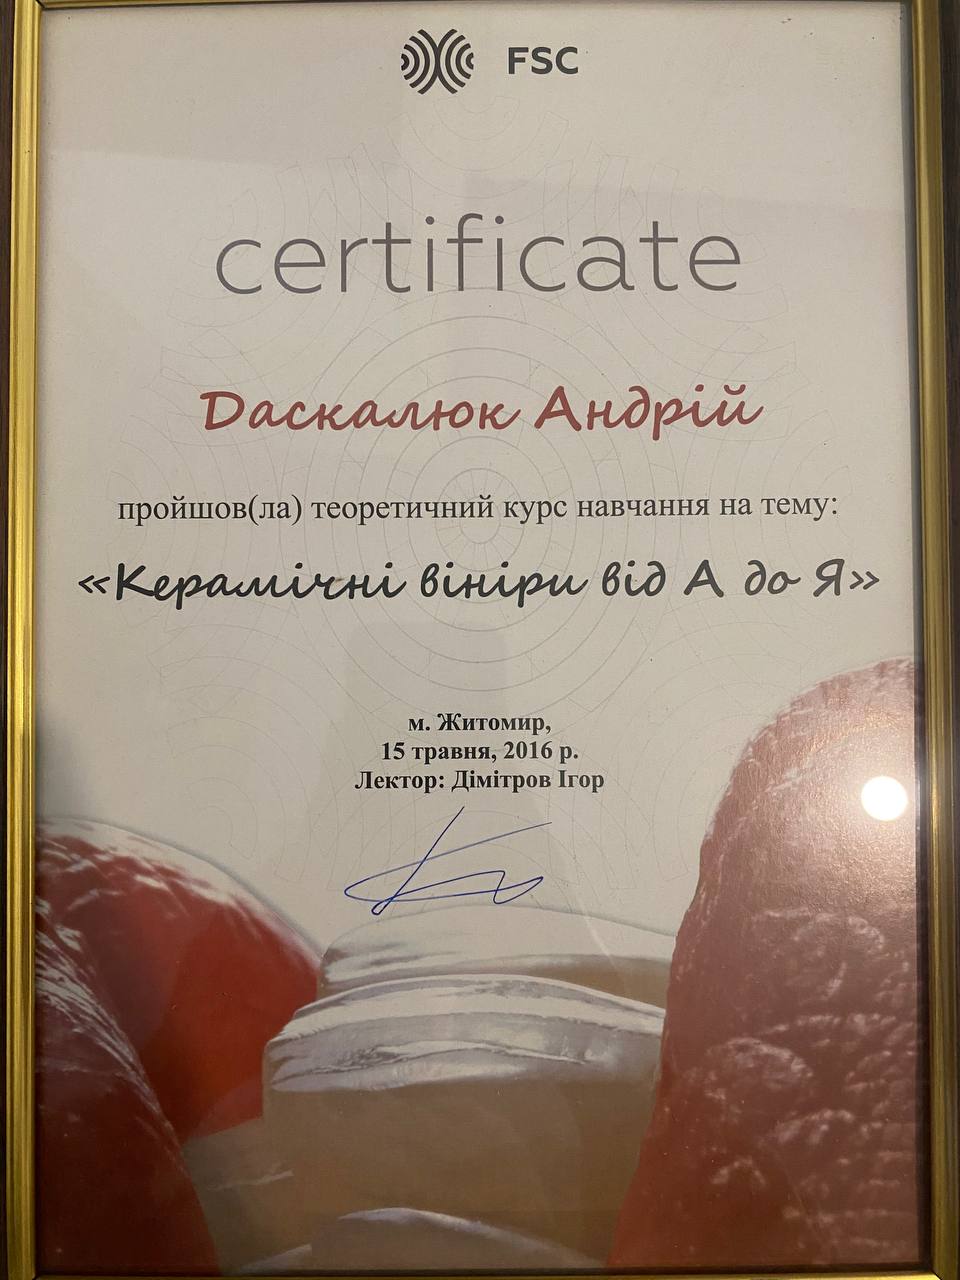 FSC
certificate
Даскалюк Андрій
пройшов(ла) теоретичний курс навчання на тему:
«Керамічні вініри від А до Я»
м. Житомир,
15 травня, 2016 р.
Лектор: Дімітров Ігор